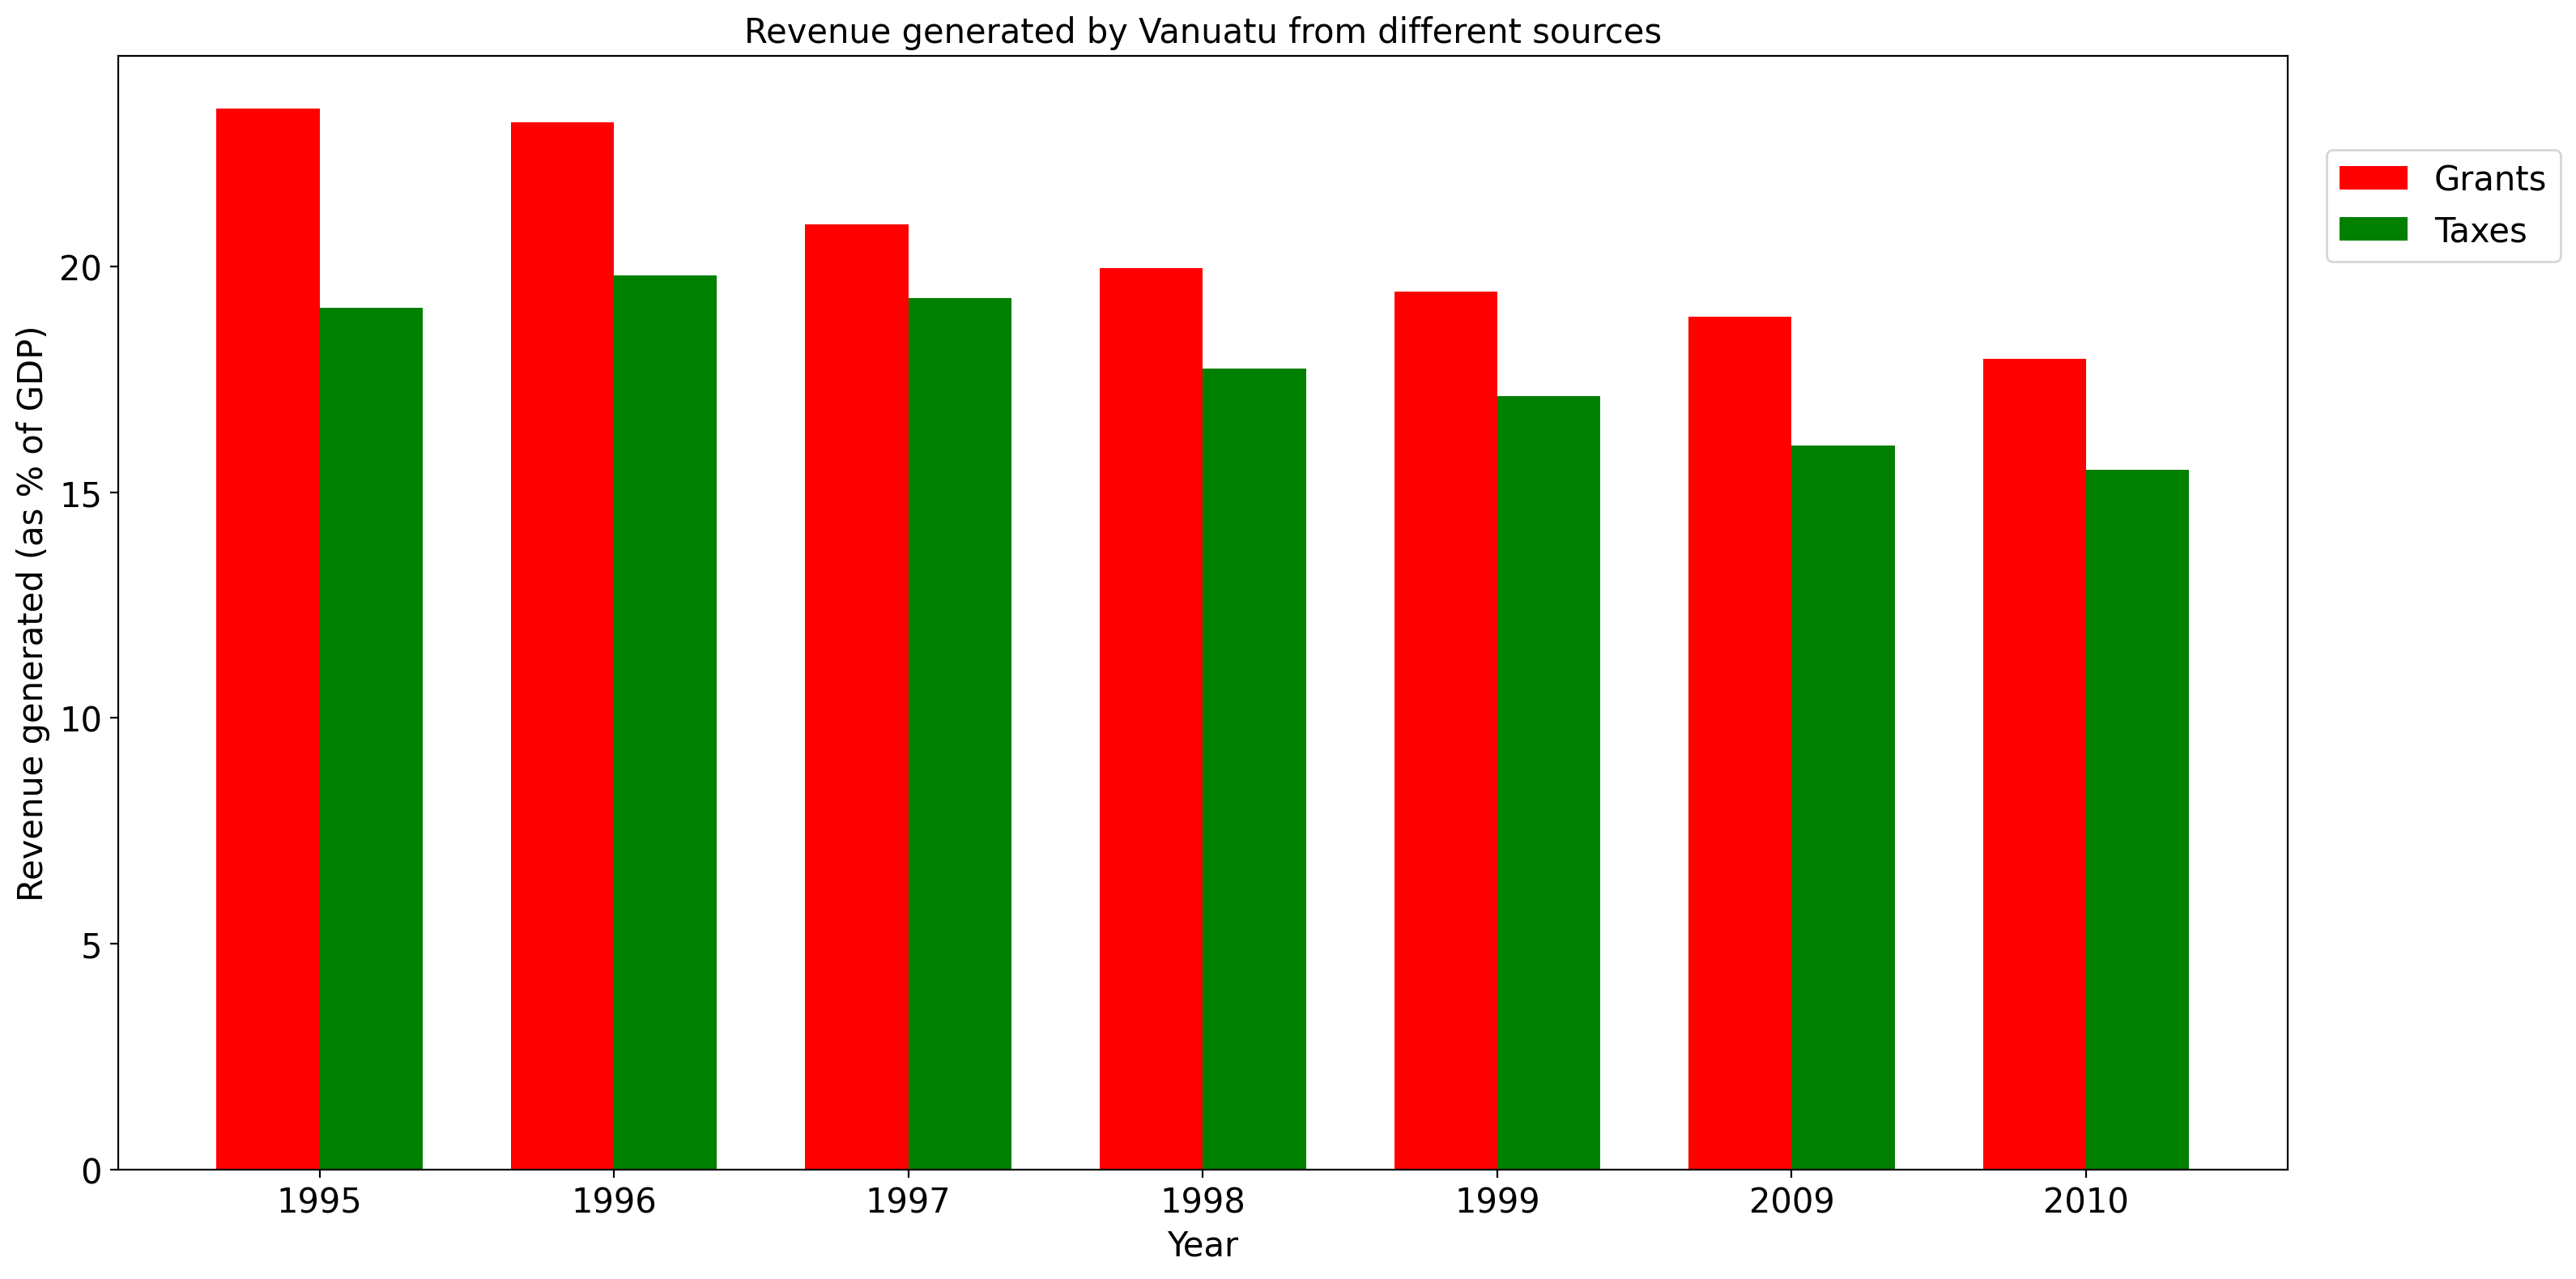 Revenue generated by Vanuatu from different sources
Revenue generated (as % of GDP)
20
15
10
5
0
1995 1996 1997 1998 1999 2009 2010
Year
Grants
Taxes